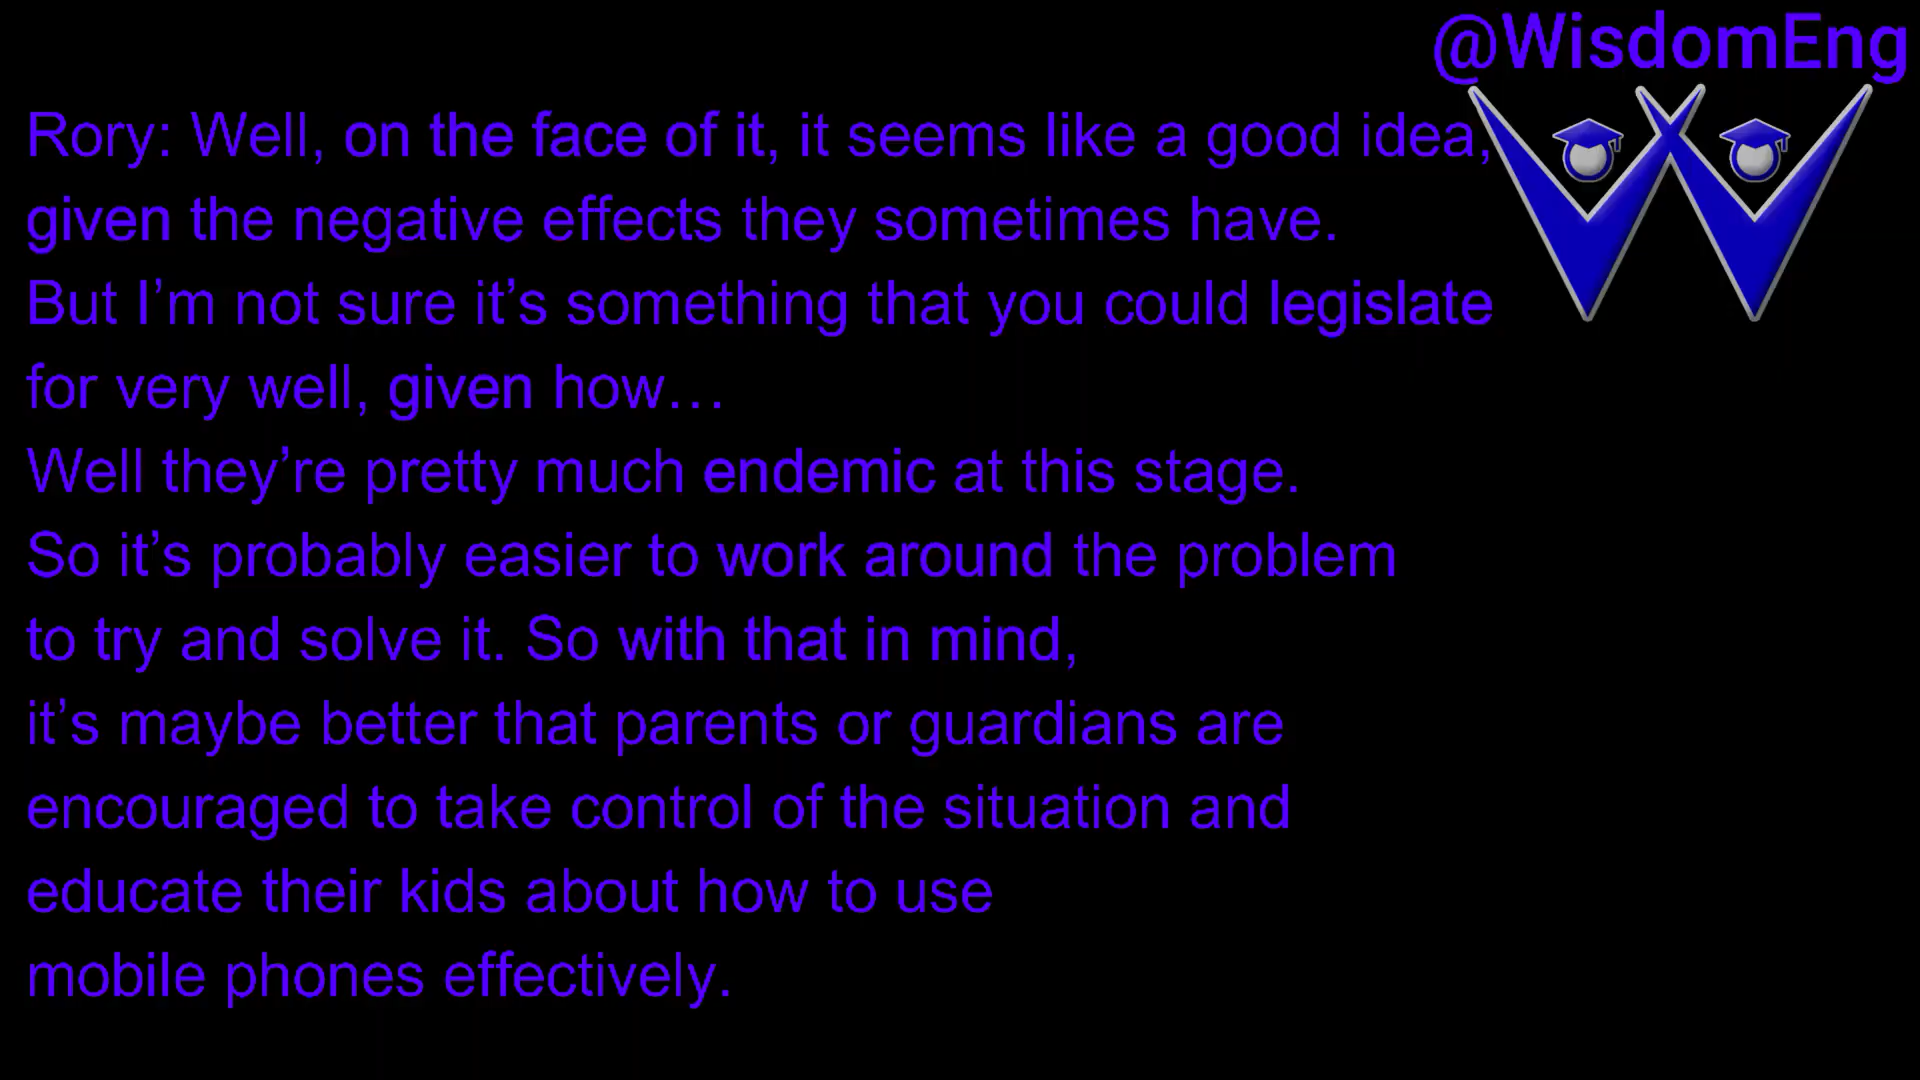 @WisdomEng
Rory: Well, on the face of it, it seems like a good idea,
given the negative effects they sometimes have.
But I’m not sure it’s something that you could legislate
for very well, given how…
Well they’re pretty much endemic at this stage.
So it’s probably easier to work around the problem
to try and solve it. So with that in mind,
it’s maybe better that parents or guardians are
encouraged to take control of the situation and
educate their kids about how to use
mobile phones effectively.